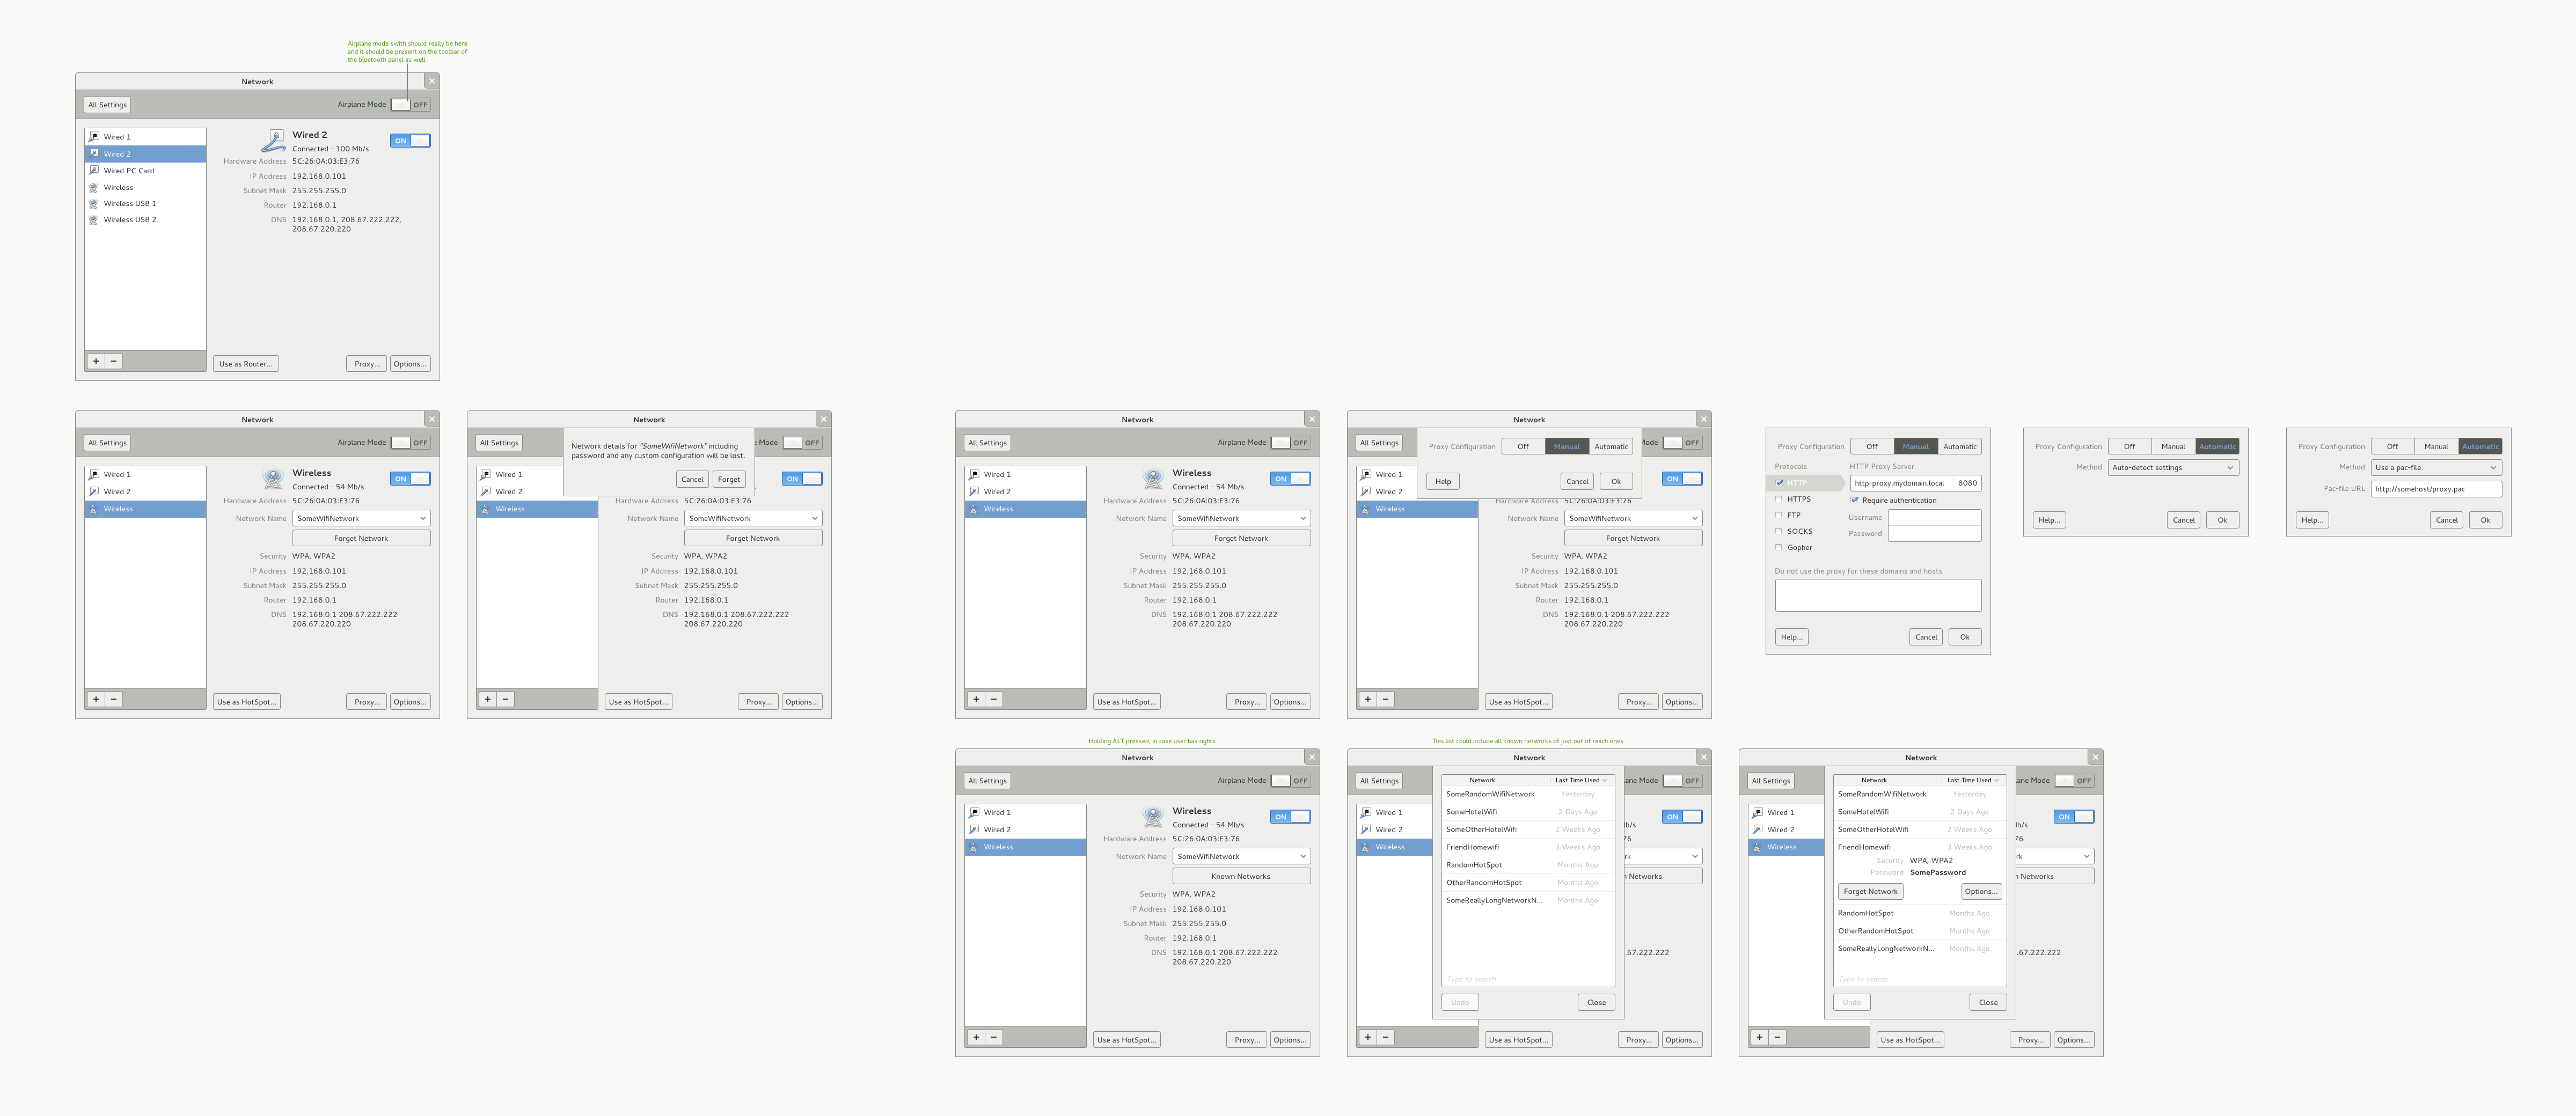 Airplane mode swith should really be here
and it should be present on the toolbar of
the bluetooth panel as well
Network
All Settings
Airplane Mode OFF
Wired 1
Wired 2
Wired PC Card
Wireless
Wireless USB 1
Wireless USB 2
Wired 2
Connected - 100 Mb/s
ON
Hardware Address 5C:26:0A:03:E3:76
IP Address 192.168.0.101
Subnet Mask 255.255.255.0
Router 192.168.0.1
DNS 192.168.0.1, 208.67.222.222,
208.67.220.220
+ −
Use as Router... Proxy... Options...
Network
All Settings
Airplane Mode OFF
Wired 1
Wired 2
Wireless
Wireless
Connected - 54 Mb/s
ON
Hardware Address 5C:26:0A:03:E3:76
Network Name SomeWifiNetwork
Forget Network
Security WPA, WPA2
IP Address 192.168.0.101
Subnet Mask 255.255.255.0
Router 192.168.0.1
DNS 192.168.0.1 208.67.222.222
208.67.220.220
+ −
Use as HotSpot... Proxy... Options...
Network
All Settings
e Mode OFF
Network details for "SomeWifiNetwork" including
password and any custom configuration will be lost.
Cancel Forget
Wired 1
Wired 2
Wireless
ON
Hardware Address 5C:26:0A:03:E3:76
Network Name SomeWifiNetwork
Forget Network
Security WPA, WPA2
IP Address 192.168.0.101
Subnet Mask 255.255.255.0
Router 192.168.0.1
DNS 192.168.0.1 208.67.222.222
208.67.220.220
+ −
Use as HotSpot... Proxy... Options...
Network
All Settings
Airplane Mode OFF
Wired 1
Wired 2
Wireless
Wireless
Connected - 54 Mb/s
ON
Hardware Address 5C:26:0A:03:E3:76
Network Name SomeWifiNetwork
Forget Network
Security WPA, WPA2
IP Address 192.168.0.101
Subnet Mask 255.255.255.0
Router 192.168.0.1
DNS 192.168.0.1 208.67.222.222
208.67.220.220
+ −
Use as HotSpot... Proxy... Options...
Network
All Settings
Mode OFF
Proxy Configuration Off Manual Automatic
Help Cancel Ok
Wired 1
Wired 2
Wireless
ON
Hardware Address 5C:26:0A:03:E3:76
Network Name SomeWifiNetwork
Forget Network
Security WPA, WPA2
IP Address 192.168.0.101
Subnet Mask 255.255.255.0
Router 192.168.0.1
DNS 192.168.0.1 208.67.222.222
208.67.220.220
+ −
Use as HotSpot... Proxy... Options...
Proxy Configuration Off Manual Automatic
Protocols
HTTP
HTTPS
FTP
SOCKS
Gopher
HTTP Proxy Server
http-proxy.mydomain.local 8080
Require authentication
Username
Password
Do not use the proxy for these domains and hosts
Help... Cancel Ok
Proxy Configuration Off Manual Automatic
Method Auto-detect settings
Help... Cancel Ok
Proxy Configuration Off Manual Automatic
Method Use a pac-file
Pac-file URL http://somehost/proxy.pac
Help... Cancel Ok
Holding ALT pressed, in case user has rights
Network
All Settings
Airplane Mode OFF
Wired 1
Wired 2
Wireless
Wireless
Connected - 54 Mb/s
ON
Hardware Address 5C:26:0A:03:E3:76
Network Name SomeWifiNetwork
Known Networks
Security WPA, WPA2
IP Address 192.168.0.101
Subnet Mask 255.255.255.0
Router 192.168.0.1
DNS 192.168.0.1 208.67.222.222
208.67.220.220
+ −
Use as HotSpot... Proxy... Options...
This list could include all known networks of just out of reach ones
Network
All Settings
ane Mode OFF
Wired 1
Wired 2
Wireless
Network Last Time Used
SomeRandomWifiNetwork Yesterday
SomeHotelWifi 2 Days Ago
SomeOtherHotelWifi 2 Weeks Ago
FriendHomewifi 3 Weeks Ago
RandomHotSpot Months Ago
OtherRandomHotSpot Months Ago
SomeReallyLongNetworkN... Months Ago
Type to search
Undo Close
ON
b/s
76
rk
n Networks
.67.222.222
+ −
Use as HotSpot... Proxy... Options...
Network
All Settings
ane Mode OFF
Wired 1
Wired 2
Wireless
Network Last Time Used
SomeRandomWifiNetwork Yesterday
SomeHotelWifi 2 Days Ago
SomeOtherHotelWifi 2 Weeks Ago
FriendHomewifi 3 Weeks Ago
Security WPA, WPA2
Password SomePassword
Forget Network Options...
RandomHotSpot Months Ago
OtherRandomHotSpot Months Ago
SomeReallyLongNetworkN... Months Ago
Type to search
Undo Close
ON
b/s
76
rk
n Networks
.67.222.222
+ −
Use as HotSpot... Proxy... Options...